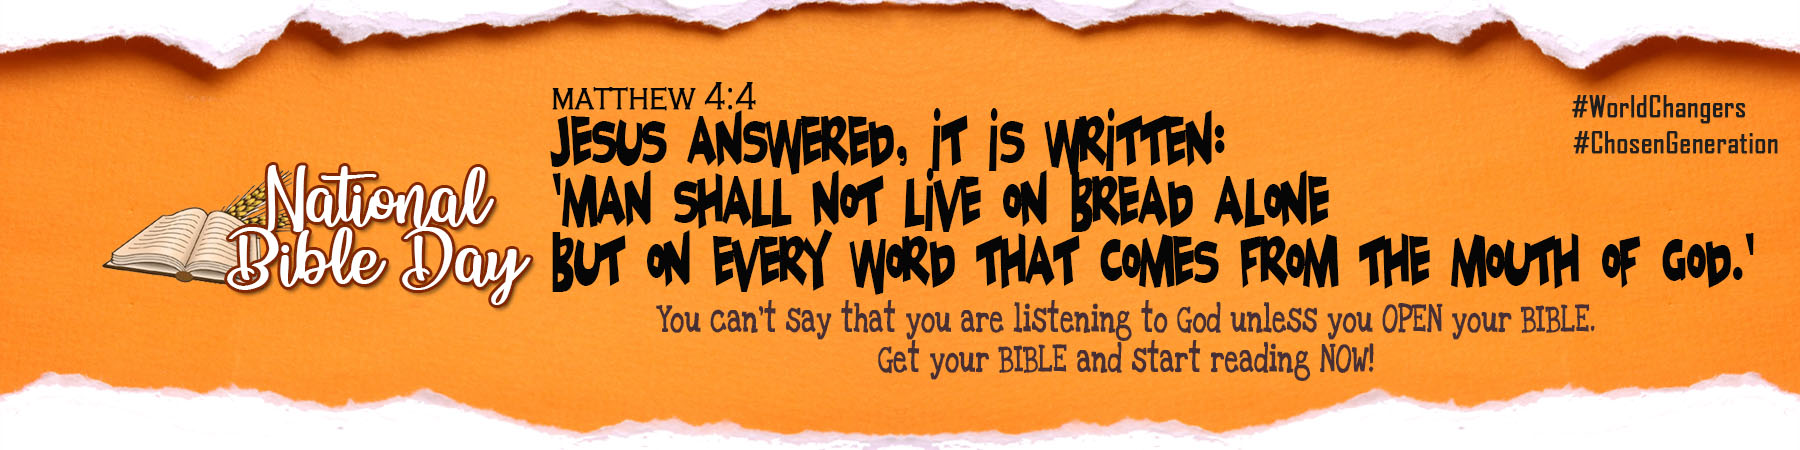 National
Bible Day
MATTHEW 4:4
JESUS ANSWERED, IT IS WRITTEN:
'MAN SHALL NOT LIVE ON BREAD ALONE
BUT ON EVERY WORD THAT COMES FROM THE MOUTH OF GOD.'
You can't say that you are listening to God unless you OPEN your BIBLE.
Get your BIBLE and start reading NOW!
#WorldChangers
#ChosenGeneration